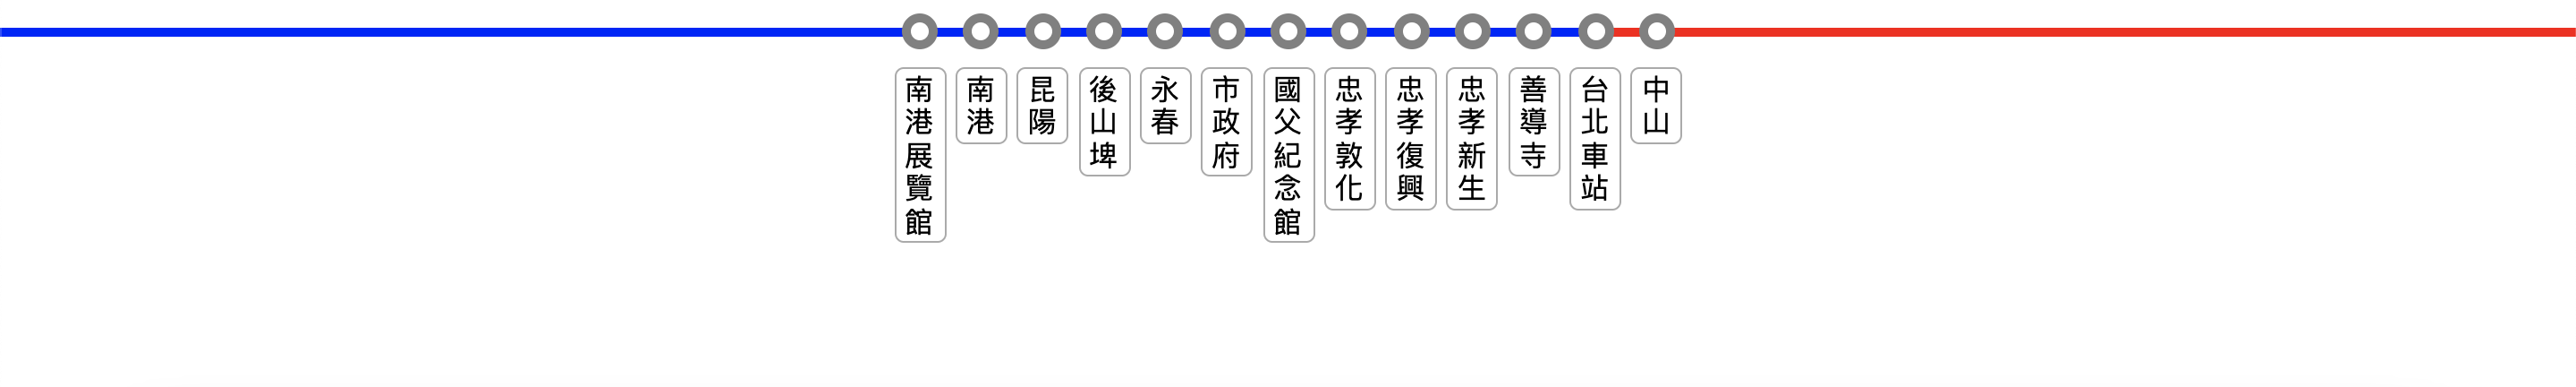 南港展覽館
南港
昆陽
後山埤
永春
市政府
國父紀念館
忠孝敦化
忠孝復興
忠孝新生
善導寺
台北車站
中山